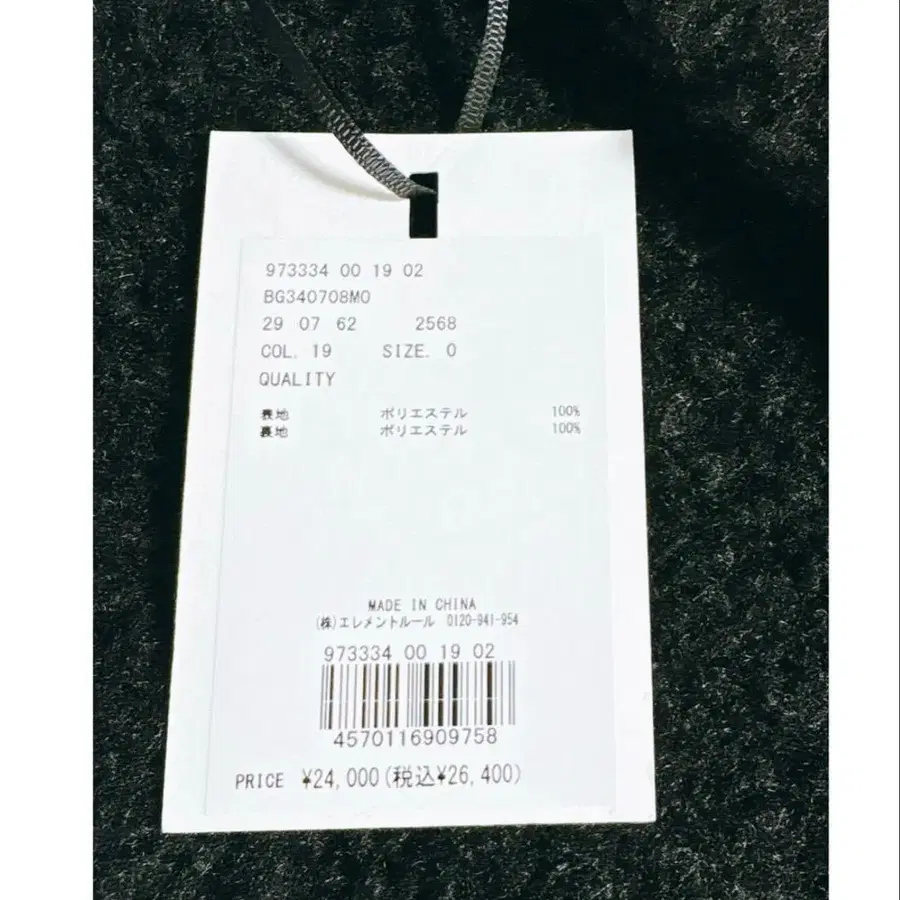 973334 00 19 02
BG340708MO
29 07 62 2568
COL. 19 SIZE. 0
QUALITY
表地 ポリエステル 100%
裏地 ポリエステル 100%
MADE IN CHINA
(株)エレメントルール 0120-941-954
973334 00 19 02
4570116909758
PRICE ¥24,000(税込¥26,400)